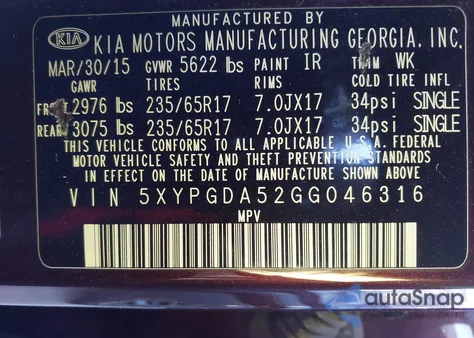 MANUFACTURED BY
KIA KIA MOTORS MANUFACTURING GEORGIA, INC.
MAR/30/15 GVWR 5622 lbs PAINT IR TRIM WK
GAWR TIRES RIMS COLD TIRE INFL.
2976 lbs 235/65R17 7.0JX17 34psi SINGLE
REAR 3075 lbs 235/65R17 7.0JX17 34psi SINGLE
THIS VEHICLE CONFORMS TO ALL APPLICABLE U.S.A. FEDERAL
MOTOR VEHICLE SAFETY AND THEFT PREVENTION STANDARDS
IN EFFECT ON THE DATE OF MANUFACTURE SHOWN ABOVE.
VIN 5XYPGDA52GG046316
MPV
autoSnap